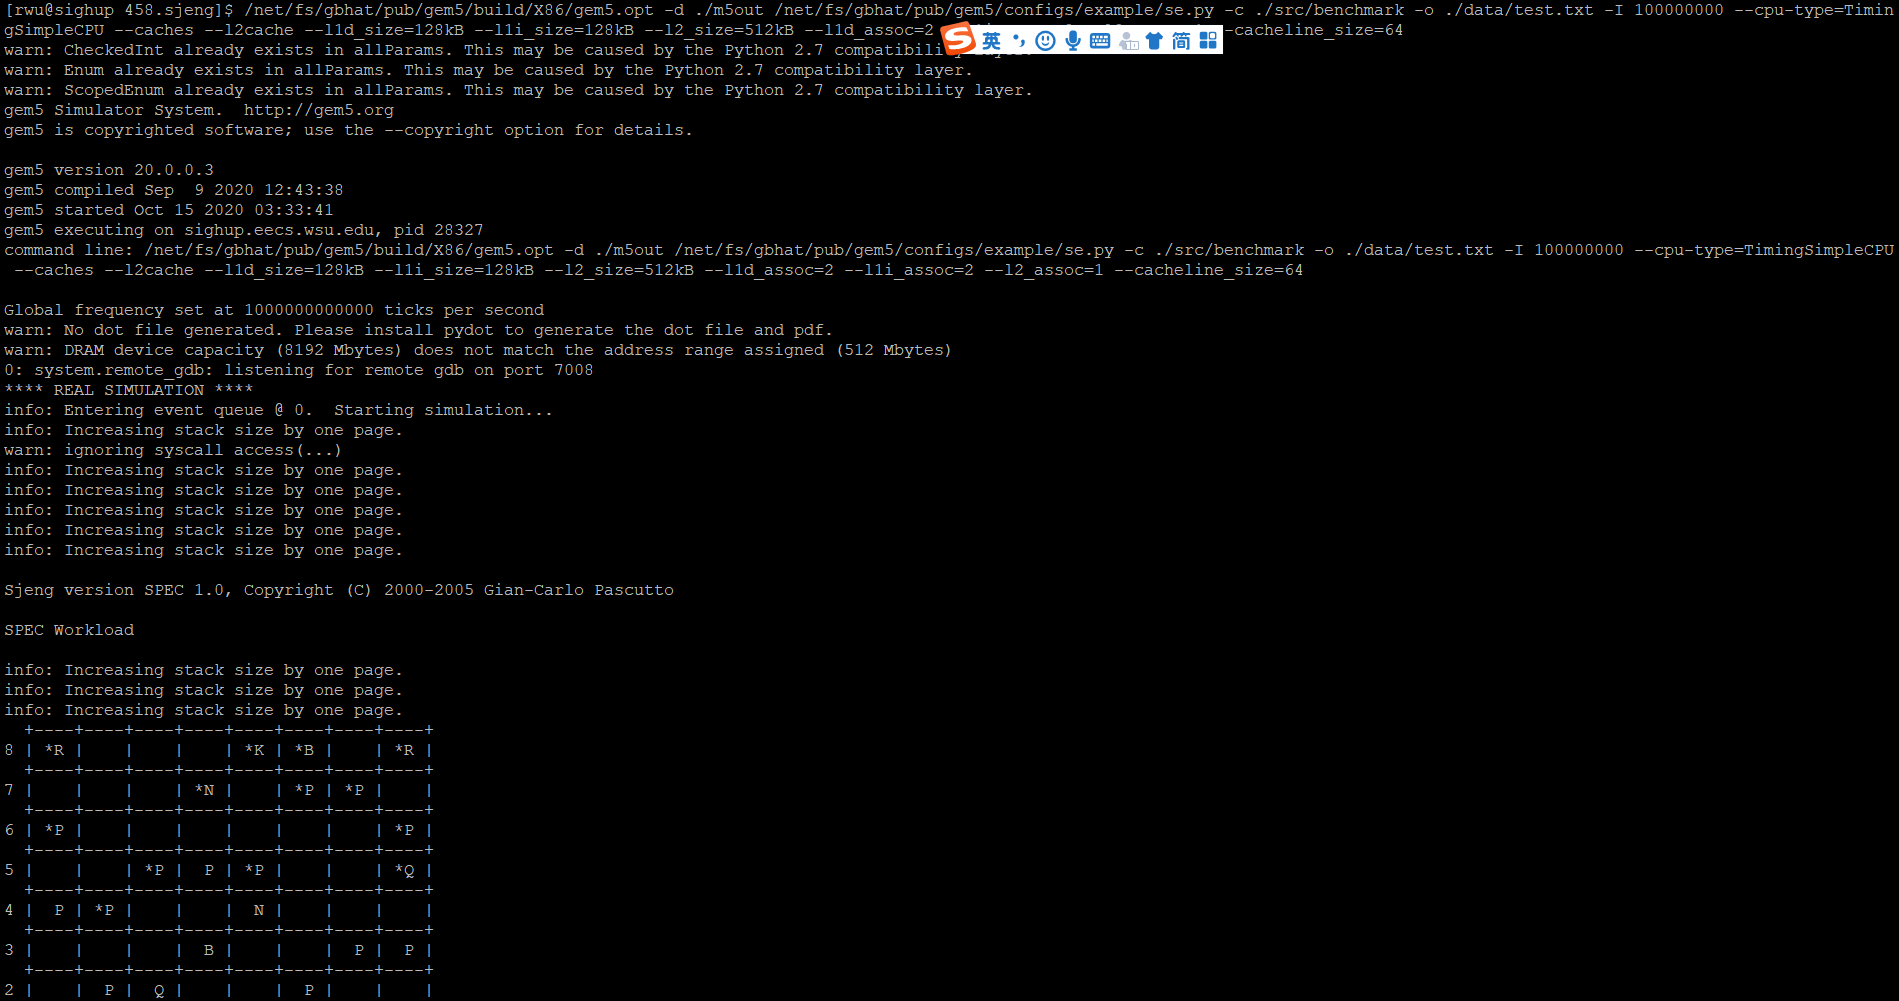 [rwu@sighup 458.sjeng]$ /net/fs/gbhat/pub/gem5/build/X86/gem5.opt -d ./m5out /net/fs/gbhat/pub/gem5/configs/example/se.py -c ./src/benchmark -o ./data/test.txt -I 100000000 --cpu-type=Timin
gSimpleCPU --caches --l2cache --l1d_size=128kB --l1i_size=128kB --l2_size=512kB --l1d_assoc=2 -cacheline_size=64
英 简
warn: CheckedInt already exists in allParams. This may be caused by the Python 2.7 compatibility layer.
warn: Enum already exists in allParams. This may be caused by the Python 2.7 compatibility layer.
warn: ScopedEnum already exists in allParams. This may be caused by the Python 2.7 compatibility layer.
gem5 Simulator System.  http://gem5.org
gem5 is copyrighted software; use the --copyright option for details.
gem5 version 20.0.0.3
gem5 compiled Sep  9 2020 12:43:38
gem5 started Oct 15 2020 03:33:41
gem5 executing on sighup.eecs.wsu.edu, pid 28327
command line: /net/fs/gbhat/pub/gem5/build/X86/gem5.opt -d ./m5out /net/fs/gbhat/pub/gem5/configs/example/se.py -c ./src/benchmark -o ./data/test.txt -I 100000000 --cpu-type=TimingSimpleCPU
 --caches --l2cache --l1d_size=128kB --l1i_size=128kB --l2_size=512kB --l1d_assoc=2 --l1i_assoc=2 --l2_assoc=1 --cacheline_size=64
Global frequency set at 1000000000000 ticks per second
warn: No dot file generated. Please install pydot to generate the dot file and pdf.
warn: DRAM device capacity (8192 Mbytes) does not match the address range assigned (512 Mbytes)
0: system.remote_gdb: listening for remote gdb on port 7008
**** REAL SIMULATION ****
info: Entering event queue @ 0.  Starting simulation...
info: Increasing stack size by one page.
warn: ignoring syscall access(...)
info: Increasing stack size by one page.
info: Increasing stack size by one page.
info: Increasing stack size by one page.
info: Increasing stack size by one page.
info: Increasing stack size by one page.
Sjeng version SPEC 1.0, Copyright (C) 2000-2005 Gian-Carlo Pascutto
SPEC Workload
info: Increasing stack size by one page.
info: Increasing stack size by one page.
info: Increasing stack size by one page.
  +----+----+----+----+----+----+----+----+
8 | *R |    |    |    | *K | *B |    | *R |
  +----+----+----+----+----+----+----+----+
7 |    |    |    | *N |    | *P | *P |    |
  +----+----+----+----+----+----+----+----+
6 | *P |    |    |    |    |    |    | *P |
  +----+----+----+----+----+----+----+----+
5 |    |    | *P |  P | *P |    |    | *Q |
  +----+----+----+----+----+----+----+----+
4 |  P | *P |    |    |  N |    |    |    |
  +----+----+----+----+----+----+----+----+
3 |    |    |    |  B |    |    |  P |  P |
  +----+----+----+----+----+----+----+----+
2 |    |  P |  Q |    |    |  P |    |    |